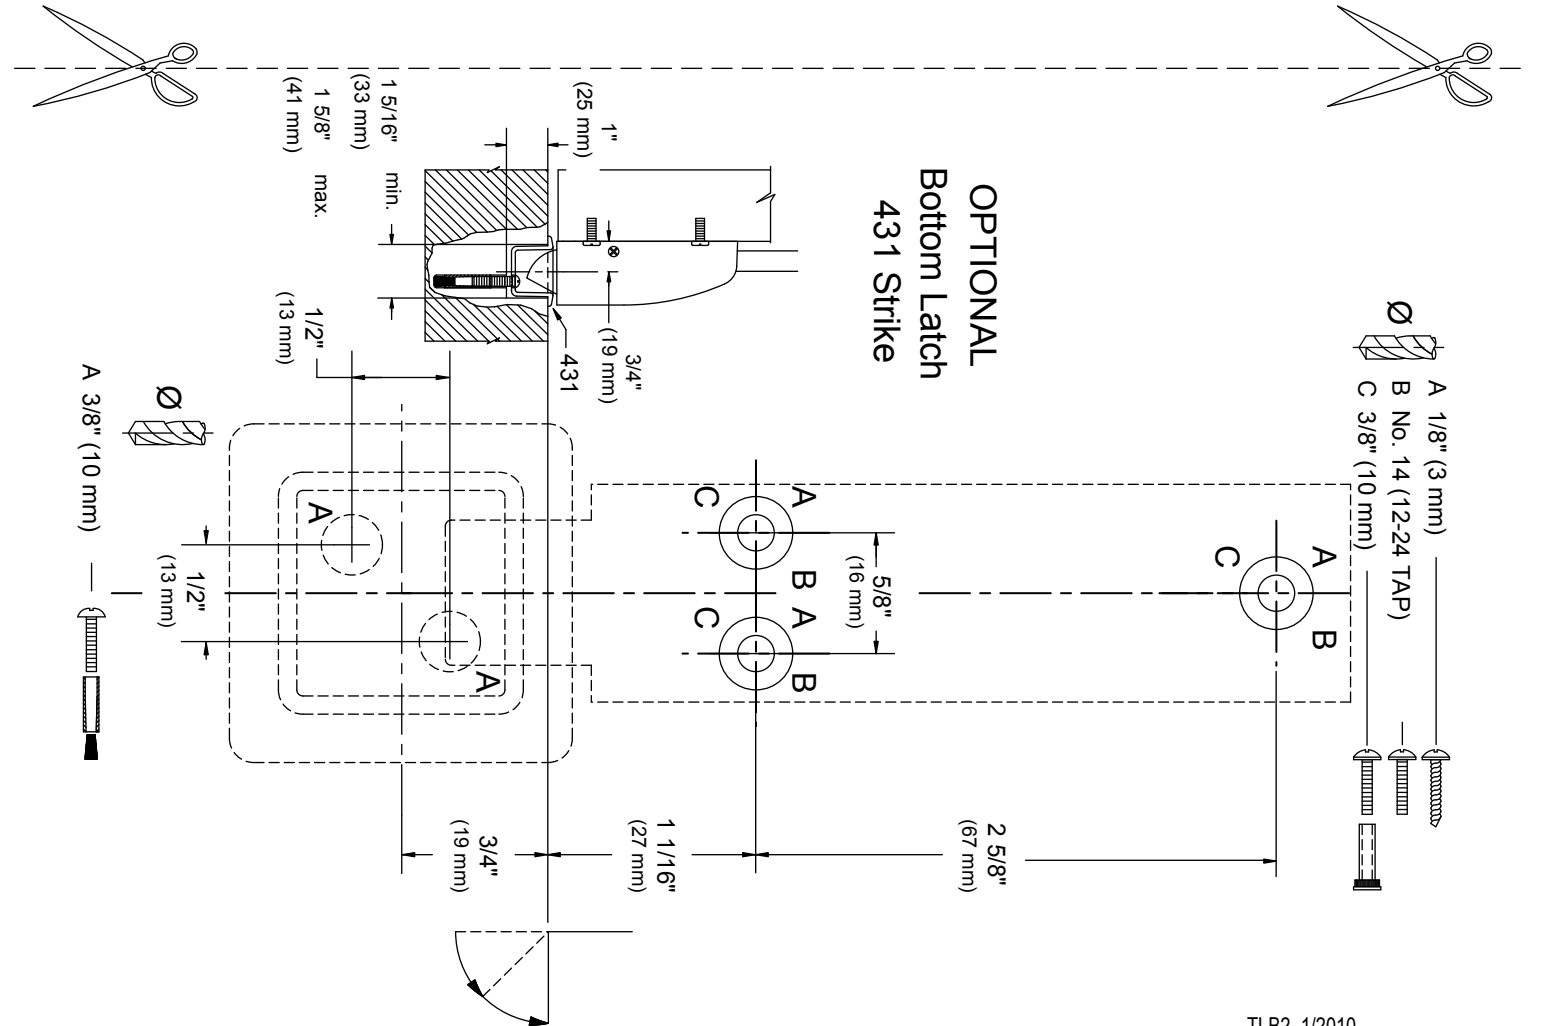 OPTIONAL
Bottom Latch
431 Strike
Ø
A 1/8" (3 mm)
B No. 14 (12-24 TAP)
C 3/8" (10 mm)
1"
(25 mm)
1 5/16" min.
(33 mm)
1 5/8" max.
(41 mm)
3/4"
(19 mm)
431
1/2"
(13 mm)
Ø
A 3/8" (10 mm)
A
A
1/2"
(13 mm)
A
B
C
A
B
C
5/8"
(16 mm)
A
B
C
3/4"
(19 mm)
1 1/16"
(27 mm)
2 5/8"
(67 mm)
TLB2 1/2010